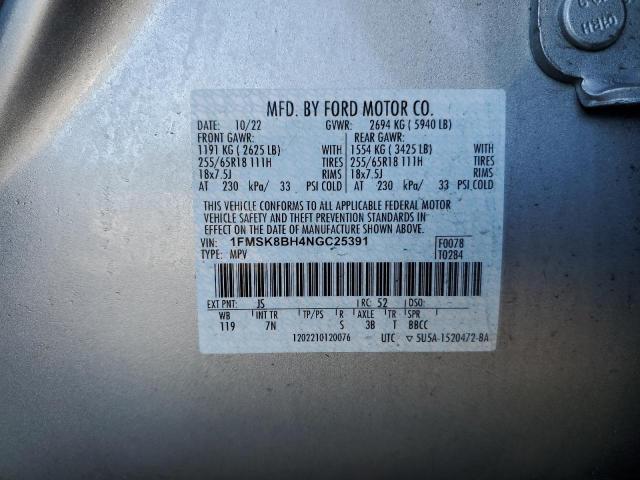 MFD. BY FORD MOTOR CO.
DATE: 10/22 GVWR: 2694 KG ( 5940 LB)
FRONT GAWR: REAR GAWR:
1191 KG ( 2625 LB) WITH 1554 KG ( 3425 LB) WITH
255/65R18 111H TIRES 255/65R18 111H TIRES
18x7.5J RIMS 18x7.5J RIMS
AT 230 kPa/ 33 PSI COLD AT 230 kPa/ 33 PSI COLD
THIS VEHICLE CONFORMS TO ALL APPLICABLE FEDERAL MOTOR
VEHICLE SAFETY AND THEFT PREVENTION STANDARDS IN
EFFECT ON THE DATE OF MANUFACTURE SHOWN ABOVE.
VIN: 1FMSK8BH4NGC25391 F0078
TYPE: MPV T0284
EXT PNT: JS RC: 52 DSO:
WB INT TR TP/PS R AXLE TR SPR
119 7N S 3B T BBCC
1202210120076 UTC ▽ 5U5A-1520472-BA